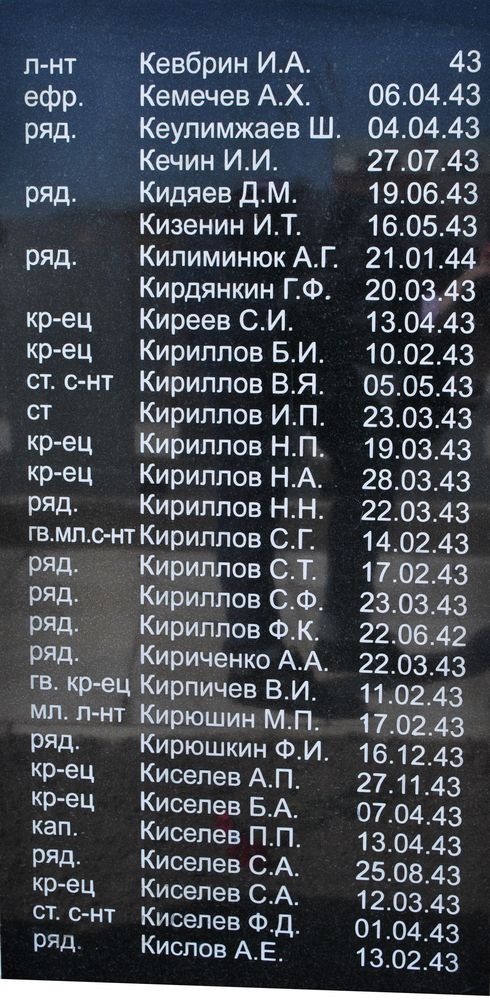 л-нт Кевбрин И.А. 43
ефр. Кемечев А.Х. 06.04.43
ряд. Кеулимжаев Ш. 04.04.43
Кечин И.И. 27.07.43
ряд. Кидяев Д.М. 19.06.43
Кизенин И.Т. 16.05.43
ряд. Килиминюк А.Г. 21.01.44
Кирдянкин Г.Ф. 20.03.43
кр-ец Киреев С.И. 13.04.43
кр-ец Кириллов Б.И. 10.02.43
ст. с-нт Кириллов В.Я. 05.05.43
ст Кириллов И.П. 23.03.43
кр-ец Кириллов Н.П. 19.03.43
кр-ец Кириллов Н.А. 28.03.43
ряд. Кириллов Н.Н. 22.03.43
гв.мл.с-нт Кириллов С.Г. 14.02.43
ряд. Кириллов С.Т. 17.02.43
ряд. Кириллов С.Ф. 23.03.43
ряд. Кириллов Ф.К. 22.06.42
ряд. Кириченко А.А. 22.03.43
гв. кр-ец Кирпичев В.И. 11.02.43
мл. л-нт Кирюшин М.П. 17.02.43
ряд. Кирюшкин Ф.И. 16.12.43
кр-ец Киселев А.П. 27.11.43
кр-ец Киселев Б.А. 07.04.43
кап. Киселев П.П. 13.04.43
ряд. Киселев С.А. 25.08.43
кр-ец Киселев С.А. 12.03.43
ст. с-нт Киселев Ф.Д. 01.04.43
ряд. Кислов А.Е. 13.02.43